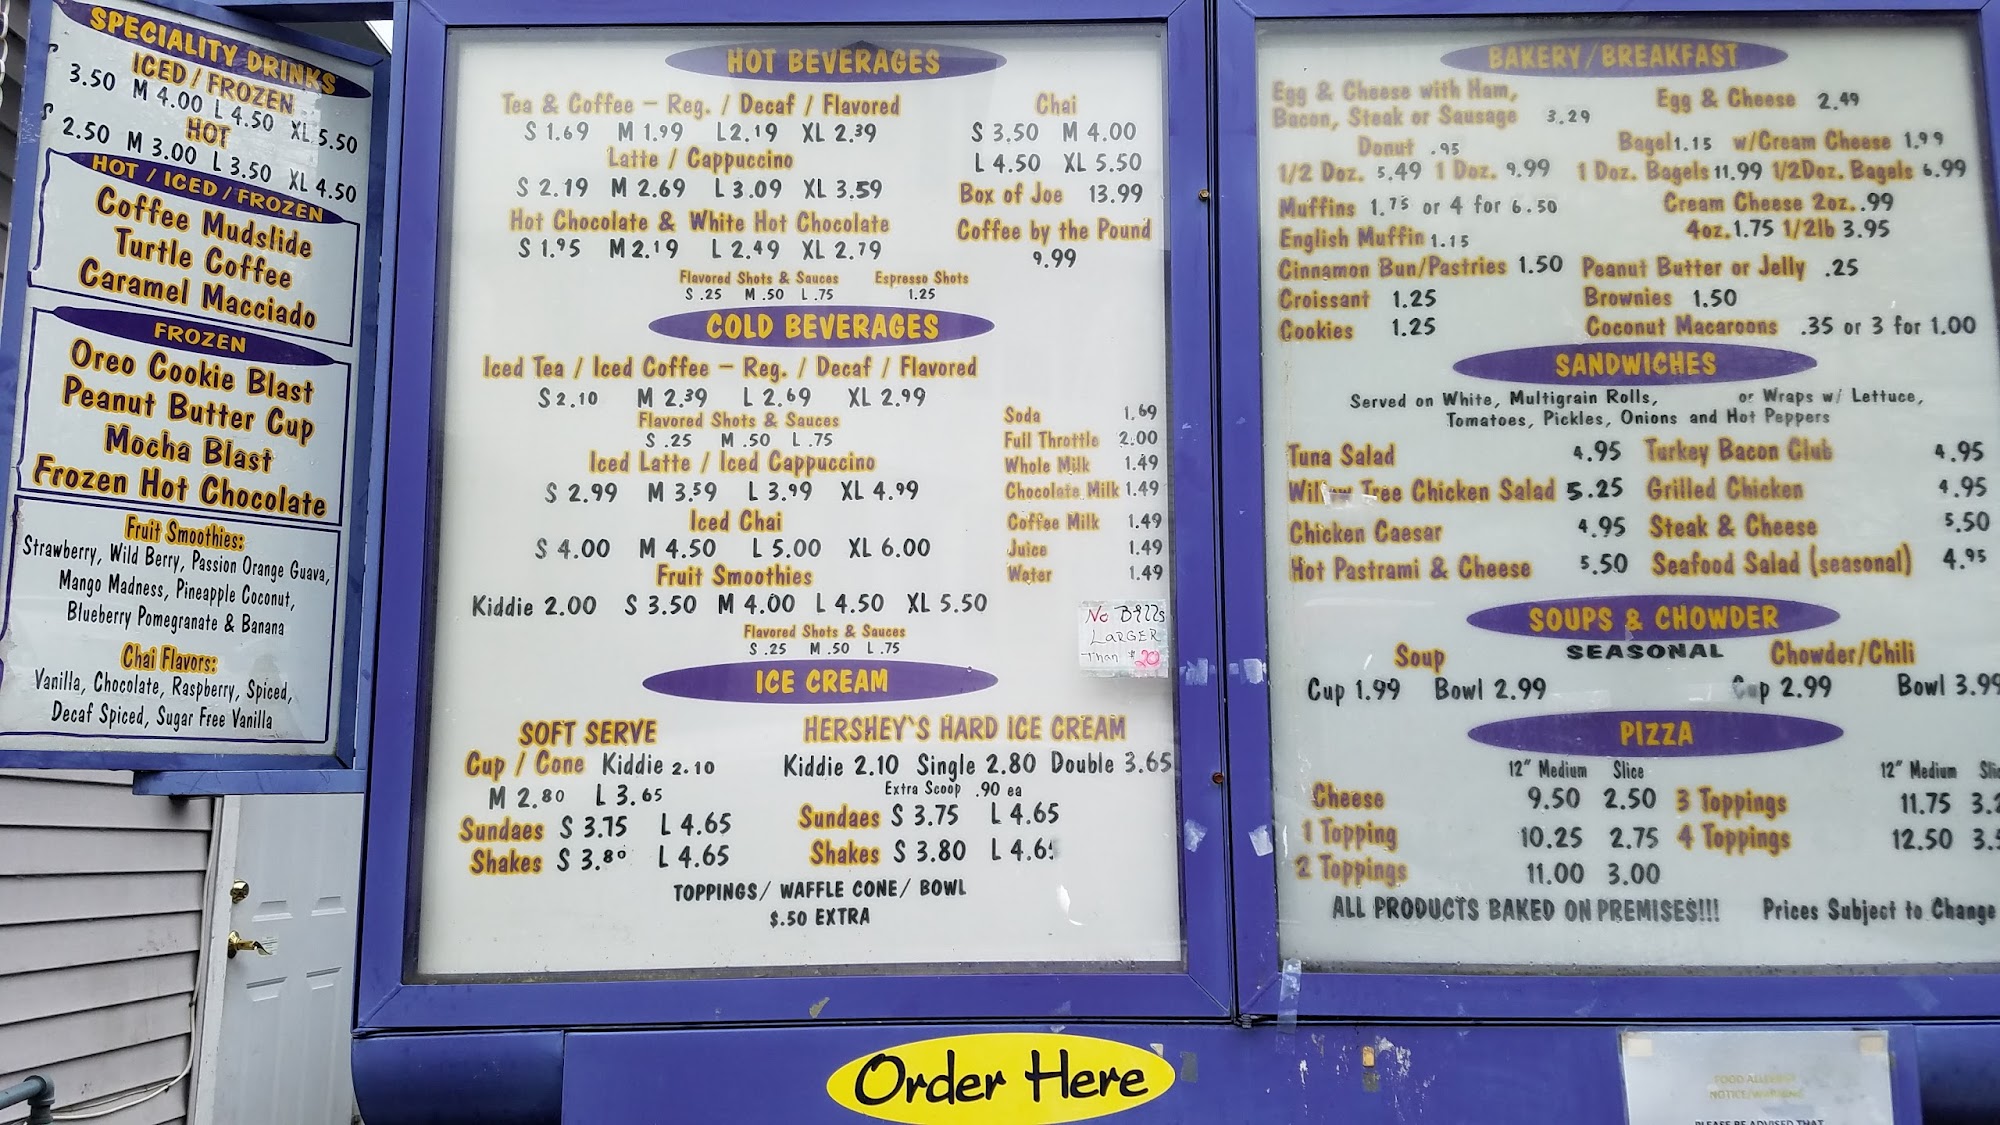 SPECIALITY DRINKS
ICED / FROZEN
S 3.50 M 4.00 L 4.50 XL 5.50
HOT
S 2.50 M 3.00 L 3.50 XL 4.50
HOT / ICED / FROZEN
Coffee Mudslide
Turtle Coffee
Caramel Macciado
FROZEN
Oreo Cookie Blast
Peanut Butter Cup
Mocha Blast
Frozen Hot Chocolate
Fruit Smoothies:
Strawberry, Wild Berry, Passion Orange Guava,
Mango Madness, Pineapple Coconut,
Blueberry Pomegranate & Banana
Chai Flavors:
Vanilla, Chocolate, Raspberry, Spiced,
Decaf Spiced, Sugar Free Vanilla
HOT BEVERAGES
Tea & Coffee – Reg. / Decaf / Flavored
S 1.69 M 1.99 L 2.19 XL 2.39
Latte / Cappuccino
S 2.19 M 2.69 L 3.09 XL 3.59
Hot Chocolate & White Hot Chocolate
S 1.95 M 2.19 L 2.49 XL 2.79
Flavored Shots & Sauces
S .25 M .50 L .75
Espresso Shots
1.25
Chai
S 3.50 M 4.00
L 4.50 XL 5.50
Box of Joe 13.99
Coffee by the Pound
9.99
COLD BEVERAGES
Iced Tea / Iced Coffee – Reg. / Decaf / Flavored
S 2.10 M 2.39 L 2.69 XL 2.99
Flavored Shots & Sauces
S .25 M .50 L .75
Iced Latte / Iced Cappuccino
S 2.99 M 3.59 L 3.99 XL 4.99
Iced Chai
S 4.00 M 4.50 L 5.00 XL 6.00
Fruit Smoothies
Kiddie 2.00 S 3.50 M 4.00 L 4.50 XL 5.50
Flavored Shots & Sauces
S .25 M .50 L .75
Soda 1.69
Full Throttle 2.00
Whole Milk 1.49
Chocolate Milk 1.49
Coffee Milk 1.49
Juice 1.49
Water 1.49
No Bills
LARGER
Than $20
ICE CREAM
SOFT SERVE
Cup / Cone Kiddie 2.10
M 2.80 L 3.65
Sundaes S 3.75 L 4.65
Shakes S 3.80 L 4.65
HERSHEY'S HARD ICE CREAM
Kiddie 2.10 Single 2.80 Double 3.65
Extra Scoop .90 ea
Sundaes S 3.75 L 4.65
Shakes S 3.80 L 4.6
TOPPINGS/ WAFFLE CONE/ BOWL
$.50 EXTRA
BAKERY/BREAKFAST
Egg & Cheese with Ham,
Bacon, Steak or Sausage 3.29
Egg & Cheese 2.49
Donut .95
Bagel 1.15 w/Cream Cheese 1.99
1/2 Doz. 5.49 1 Doz. 9.99
1 Doz. Bagels 11.99 1/2Doz. Bagels 6.99
Muffins 1.75 or 4 for 6.50
Cream Cheese 2oz. .99
English Muffin 1.15
4oz. 1.75 1/2lb 3.95
Cinnamon Bun/Pastries 1.50
Peanut Butter or Jelly .25
Croissant 1.25
Brownies 1.50
Cookies 1.25
Coconut Macaroons .35 or 3 for 1.00
SANDWICHES
Served on White, Multigrain Rolls, or Wraps w/ Lettuce,
Tomatoes, Pickles, Onions and Hot Peppers
Tuna Salad 4.95
Turkey Bacon Club 4.95
Willow Tree Chicken Salad 5.25
Grilled Chicken 4.95
Chicken Caesar 4.95
Steak & Cheese 5.50
Hot Pastrami & Cheese 5.50
Seafood Salad (seasonal) 4.95
SOUPS & CHOWDER
SEASONAL
Soup
Cup 1.99 Bowl 2.99
Chowder/Chili
Cup 2.99 Bowl 3.99
PIZZA
12" Medium Slice
Cheese 9.50 2.50
1 Topping 10.25 2.75
2 Toppings 11.00 3.00
12" Medium
3 Toppings 11.75
4 Toppings 12.50
ALL PRODUCTS BAKED ON PREMISES!!!
Prices Subject to Change
Order Here
FOOD ALLERGY
NOTICE/WARNING
PLEASE BE ADVISED THAT